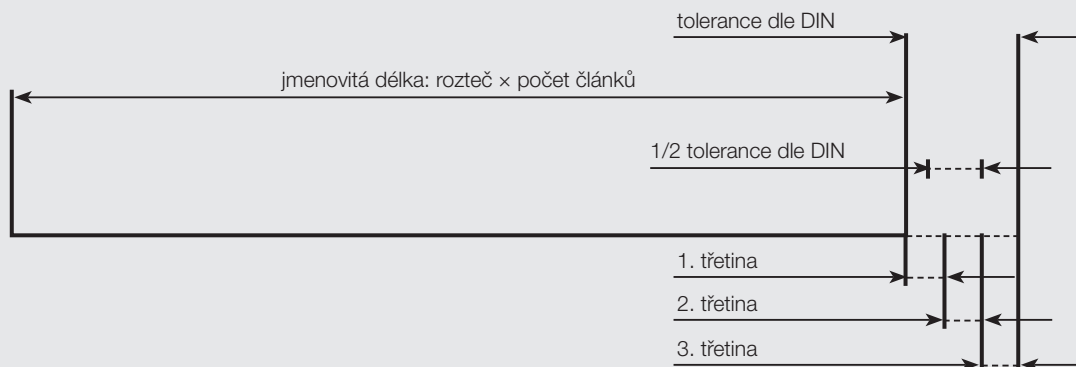 tolerance dle DIN
jmenovitá délka: rozteč × počet článků
1/2 tolerance dle DIN
1. třetina
2. třetina
3. třetina